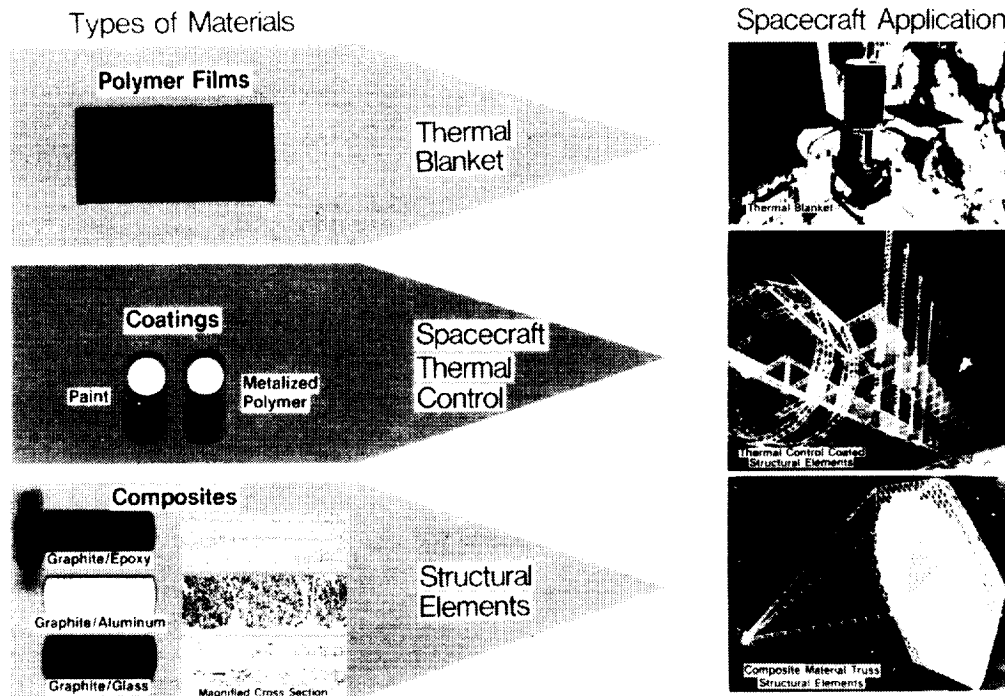 Types of Materials
Spacecraft Application
Polymer Films
Thermal
Blanket
Thermal Blanket
Coatings
Paint
Metalized
Polymer
Spacecraft
Thermal
Control
Thermal Control Coated
Structural Elements
Composites
Graphite/Epoxy
Graphite/Aluminum
Graphite/Glass
Magnified Cross Section
Structural
Elements
Composite Material Truss
Structural Elements